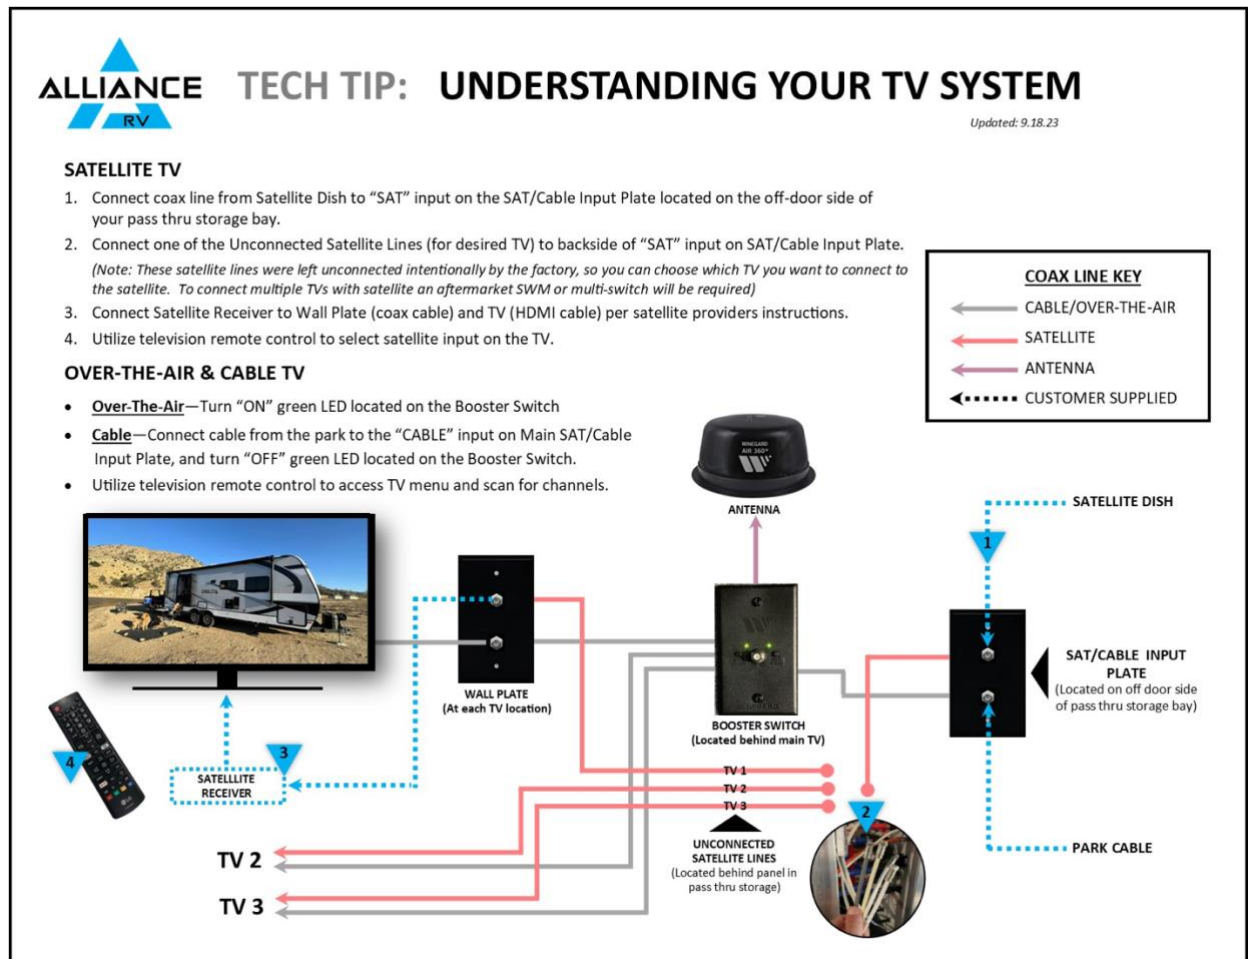 ALLIANCE
RV
TECH TIP: UNDERSTANDING YOUR TV SYSTEM
Updated: 9.18.23
SATELLITE TV
1. Connect coax line from Satellite Dish to “SAT” input on the SAT/Cable Input Plate located on the off-door side of
your pass thru storage bay.
2. Connect one of the Unconnected Satellite Lines (for desired TV) to backside of “SAT” input on SAT/Cable Input Plate.
(Note: These satellite lines were left unconnected intentionally by the factory, so you can choose which TV you want to connect to
the satellite. To connect multiple TVs with satellite an aftermarket SWM or multi-switch will be required)
3. Connect Satellite Receiver to Wall Plate (coax cable) and TV (HDMI cable) per satellite providers instructions.
4. Utilize television remote control to select satellite input on the TV.
COAX LINE KEY
CABLE/OVER-THE-AIR
SATELLITE
ANTENNA
CUSTOMER SUPPLIED
OVER-THE-AIR & CABLE TV
• Over-The-Air—Turn “ON” green LED located on the Booster Switch
• Cable—Connect cable from the park to the “CABLE” input on Main SAT/Cable
Input Plate, and turn “OFF” green LED located on the Booster Switch.
• Utilize television remote control to access TV menu and scan for channels.
WINEGARD
AIR 360+
ANTENNA
SATELLITE DISH
1
WALL PLATE
(At each TV location)
BOOSTER SWITCH
(Located behind main TV)
SAT/CABLE INPUT
PLATE
(Located on off door side
of pass thru storage bay)
4
LG
3
SATELLLITE
RECEIVER
TV 1
TV 2
TV 3
2
UNCONNECTED
SATELLITE LINES
(Located behind panel in
pass thru storage)
PARK CABLE
TV 2
TV 3